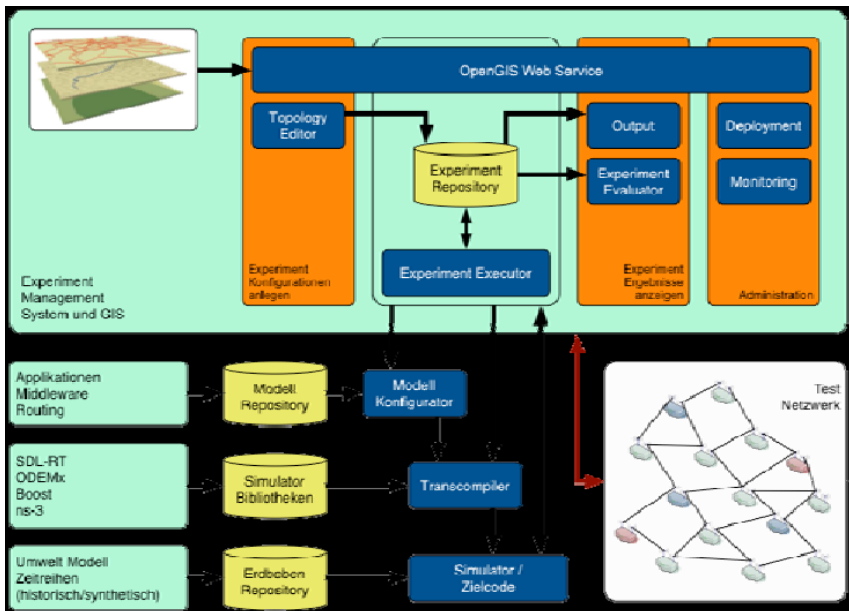 OpenGIS Web Service
Topology
Editor
Experiment
Repository
Output
Experiment
Evaluator
Deployment
Monitoring
Experiment Executor
Experiment
Konfigurationen
anlegen
Experiment
Ergebnisse
anzeigen
Administration
Experiment
Management
System und GIS
Applikationen
Middleware
Routing
Modell
Repository
Modell
Konfigurator
SDL-RT
ODEMx
Boost
ns-3
Simulator
Bibliotheken
Transcompiler
Umwelt Modell
Zeitreihen
(historisch/synthetisch)
Erdbeben
Repository
Simulator /
Zielcode
Test
Netzwerk